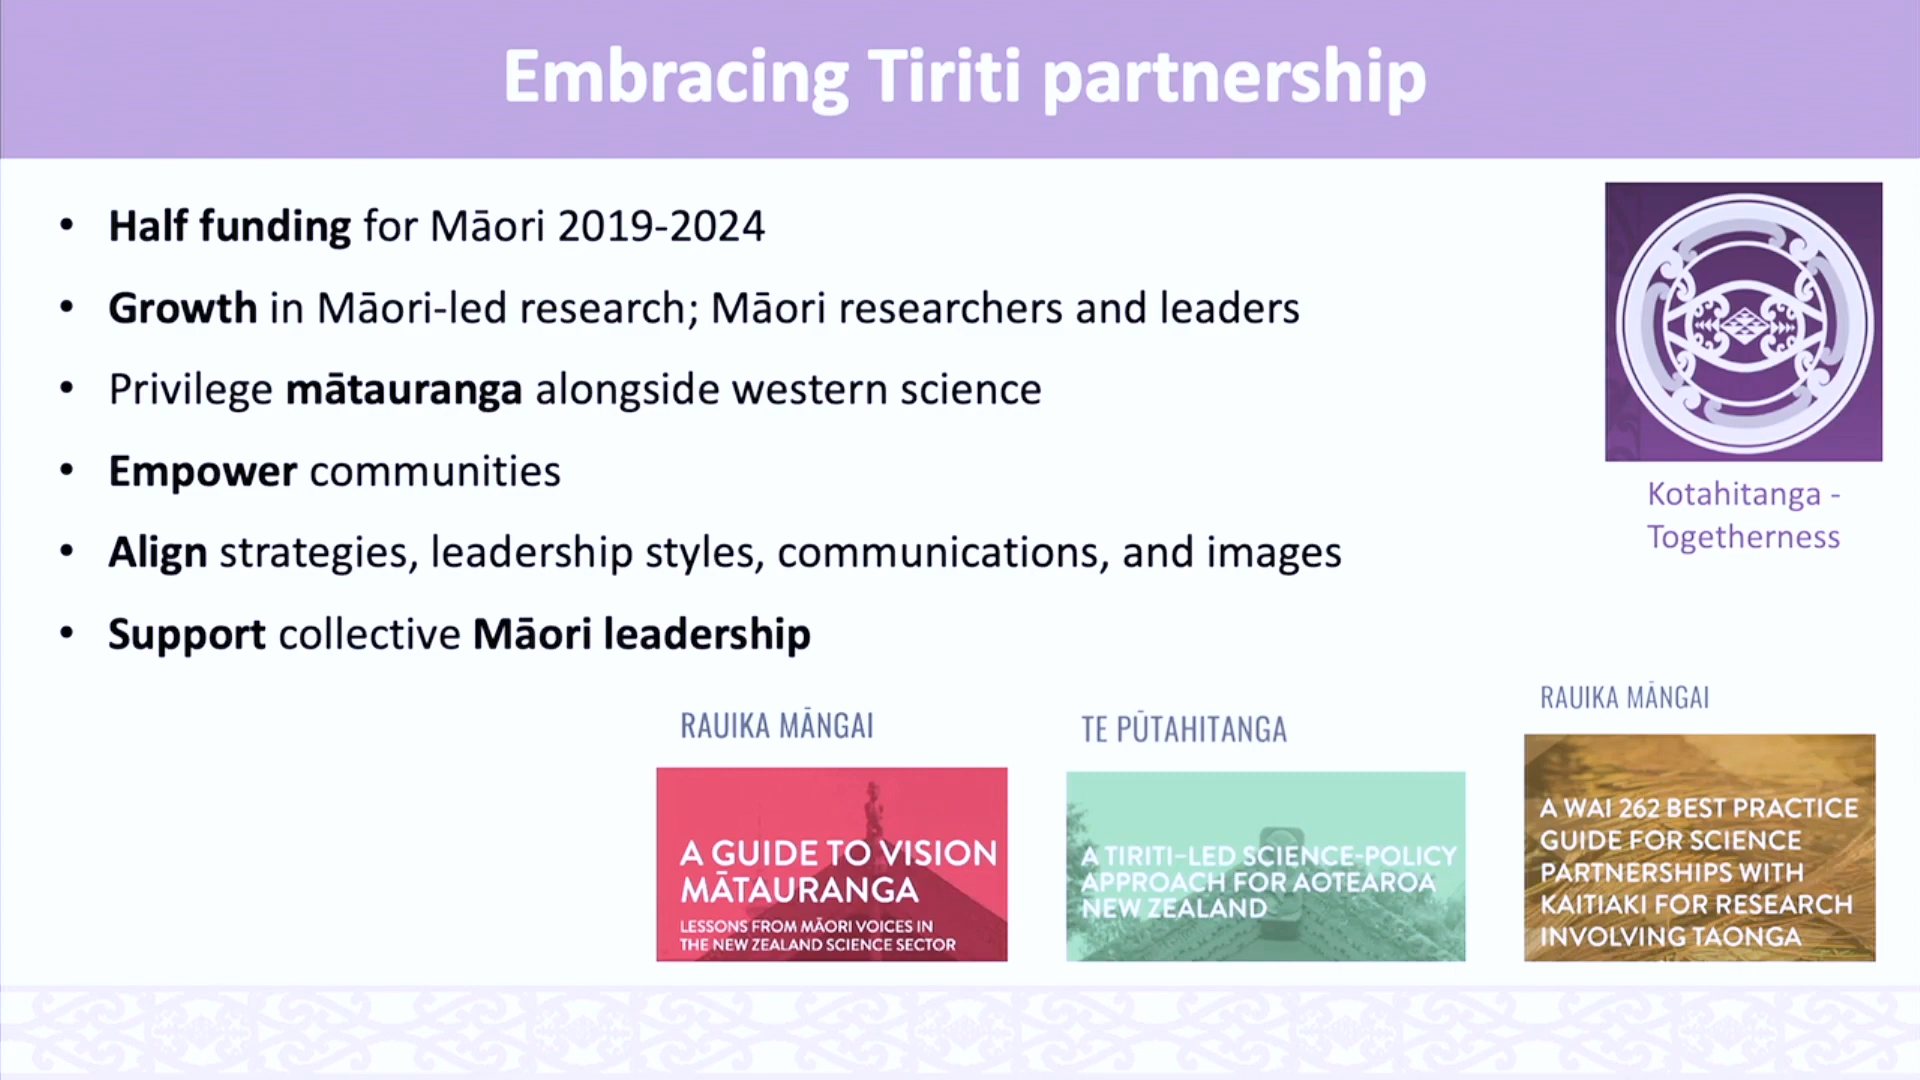 Embracing Tiriti partnership
• Half funding for Māori 2019-2024
• Growth in Māori-led research; Māori researchers and leaders
• Privilege mātauranga alongside western science
• Empower communities
• Align strategies, leadership styles, communications, and images
• Support collective Māori leadership
Kotahitanga -
Togetherness
RAUIKA MĀNGAI
A GUIDE TO VISION
MĀTAURANGA
LESSONS FROM MĀORI VOICES IN
THE NEW ZEALAND SCIENCE SECTOR
TE PŪTAHITANGA
A TIRITI–LED SCIENCE-POLICY
APPROACH FOR AOTEAROA
NEW ZEALAND
RAUIKA MĀNGAI
A WAI 262 BEST PRACTICE
GUIDE FOR SCIENCE
PARTNERSHIPS WITH
KAITIAKI FOR RESEARCH
INVOLVING TAONGA